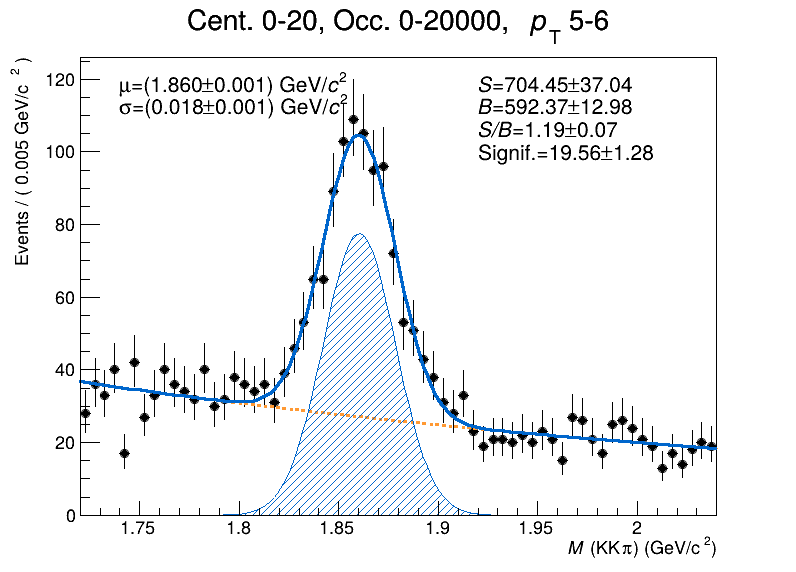 Cent. 0-20, Occ. 0-20000, pT 5-6
μ=(1.860±0.001) GeV/c²
σ=(0.018±0.001) GeV/c²
S=704.45±37.04
B=592.37±12.98
S/B=1.19±0.07
Signif.=19.56±1.28
Events / ( 0.005 GeV/c ² )
120
100
80
60
40
20
0
1.75 1.8 1.85 1.9 1.95 2
M (KKπ) (GeV/c²)